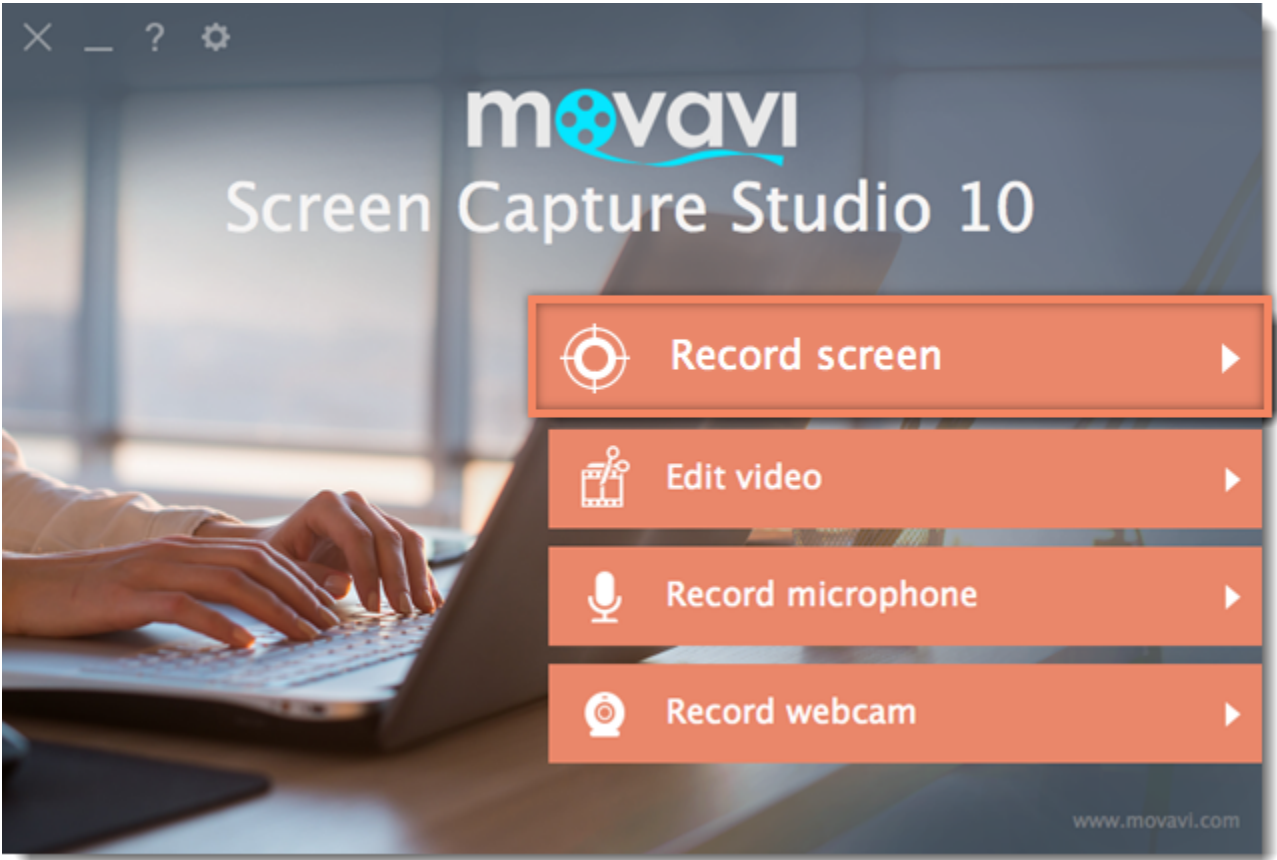 ?
movavi
Screen Capture Studio 10
Record screen
Edit video
Record microphone
Record webcam
www.movavi.com